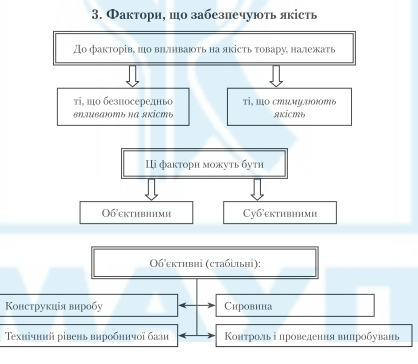 3. Фактори, що забезпечують якість
До факторів, що впливають на якість товару, належать
ті, що безпосередньо
впливають на якість
ті, що стимулюють
якість
Ці фактори можуть бути
Об'єктивними
Суб'єктивними
Об'єктивні (стабільні):
Конструкція виробу
Сировина
Технічний рівень виробничої бази
Контроль і проведення випробувань
МАУП